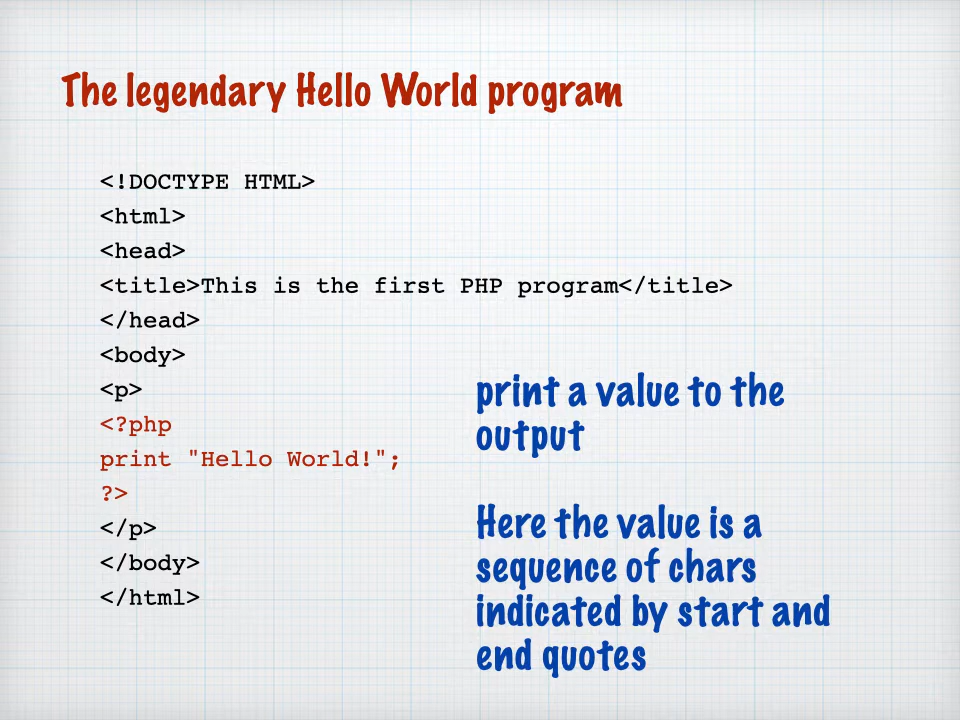 The legendary Hello World program
<!DOCTYPE HTML>
<html>
<head>
<title>This is the first PHP program</title>
</head>
<body>
<p>
<?php
print "Hello World!";
?>
</p>
</body>
</html>
print a value to the
output
Here the value is a
sequence of chars
indicated by start and
end quotes